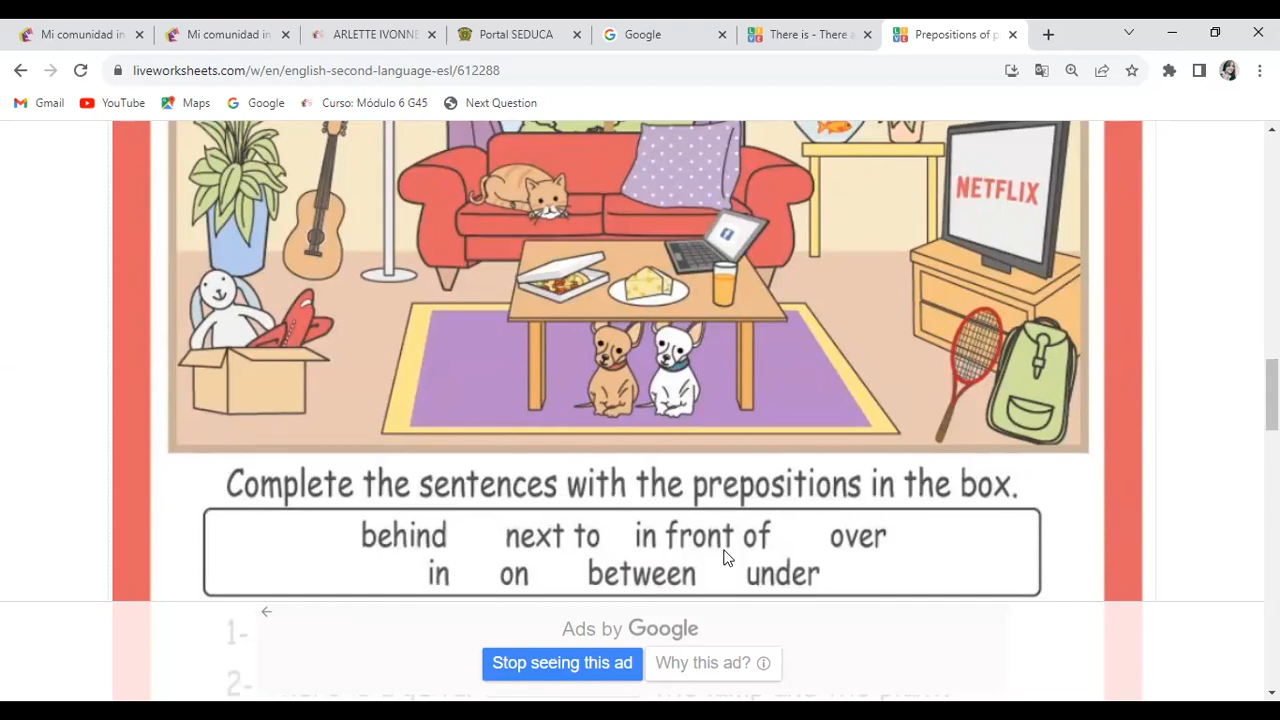 Mi comunidad in
Mi comunidad in
ARLETTE IVONNE
Portal SEDUCA
Google
There is - There a
Prepositions of p
liveworksheets.com/w/en/english-second-language-esl/612288
Gmail
YouTube
Maps
Google
Curso: Módulo 6 G45
Next Question
NETFLIX
Complete the sentences with the prepositions in the box.
behind next to in front of over
in on between under
1-
Ads by Google
Stop seeing this ad
Why this ad?
2-